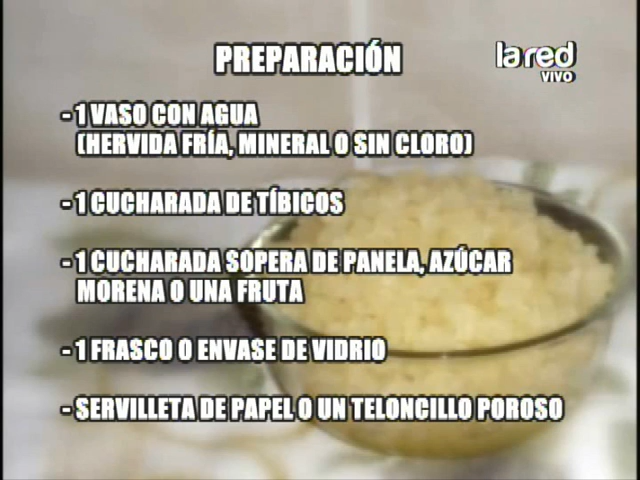 PREPARACIÓN
la red
VIVO
- 1 VASO CON AGUA
(HERVIDA FRÍA, MINERAL O SIN CLORO)
- 1 CUCHARADA DE TÍBICOS
- 1 CUCHARADA SOPERA DE PANELA, AZÚCAR
MORENA O UNA FRUTA
- 1 FRASCO O ENVASE DE VIDRIO
- SERVILLETA DE PAPEL O UN TELONCILLO POROSO